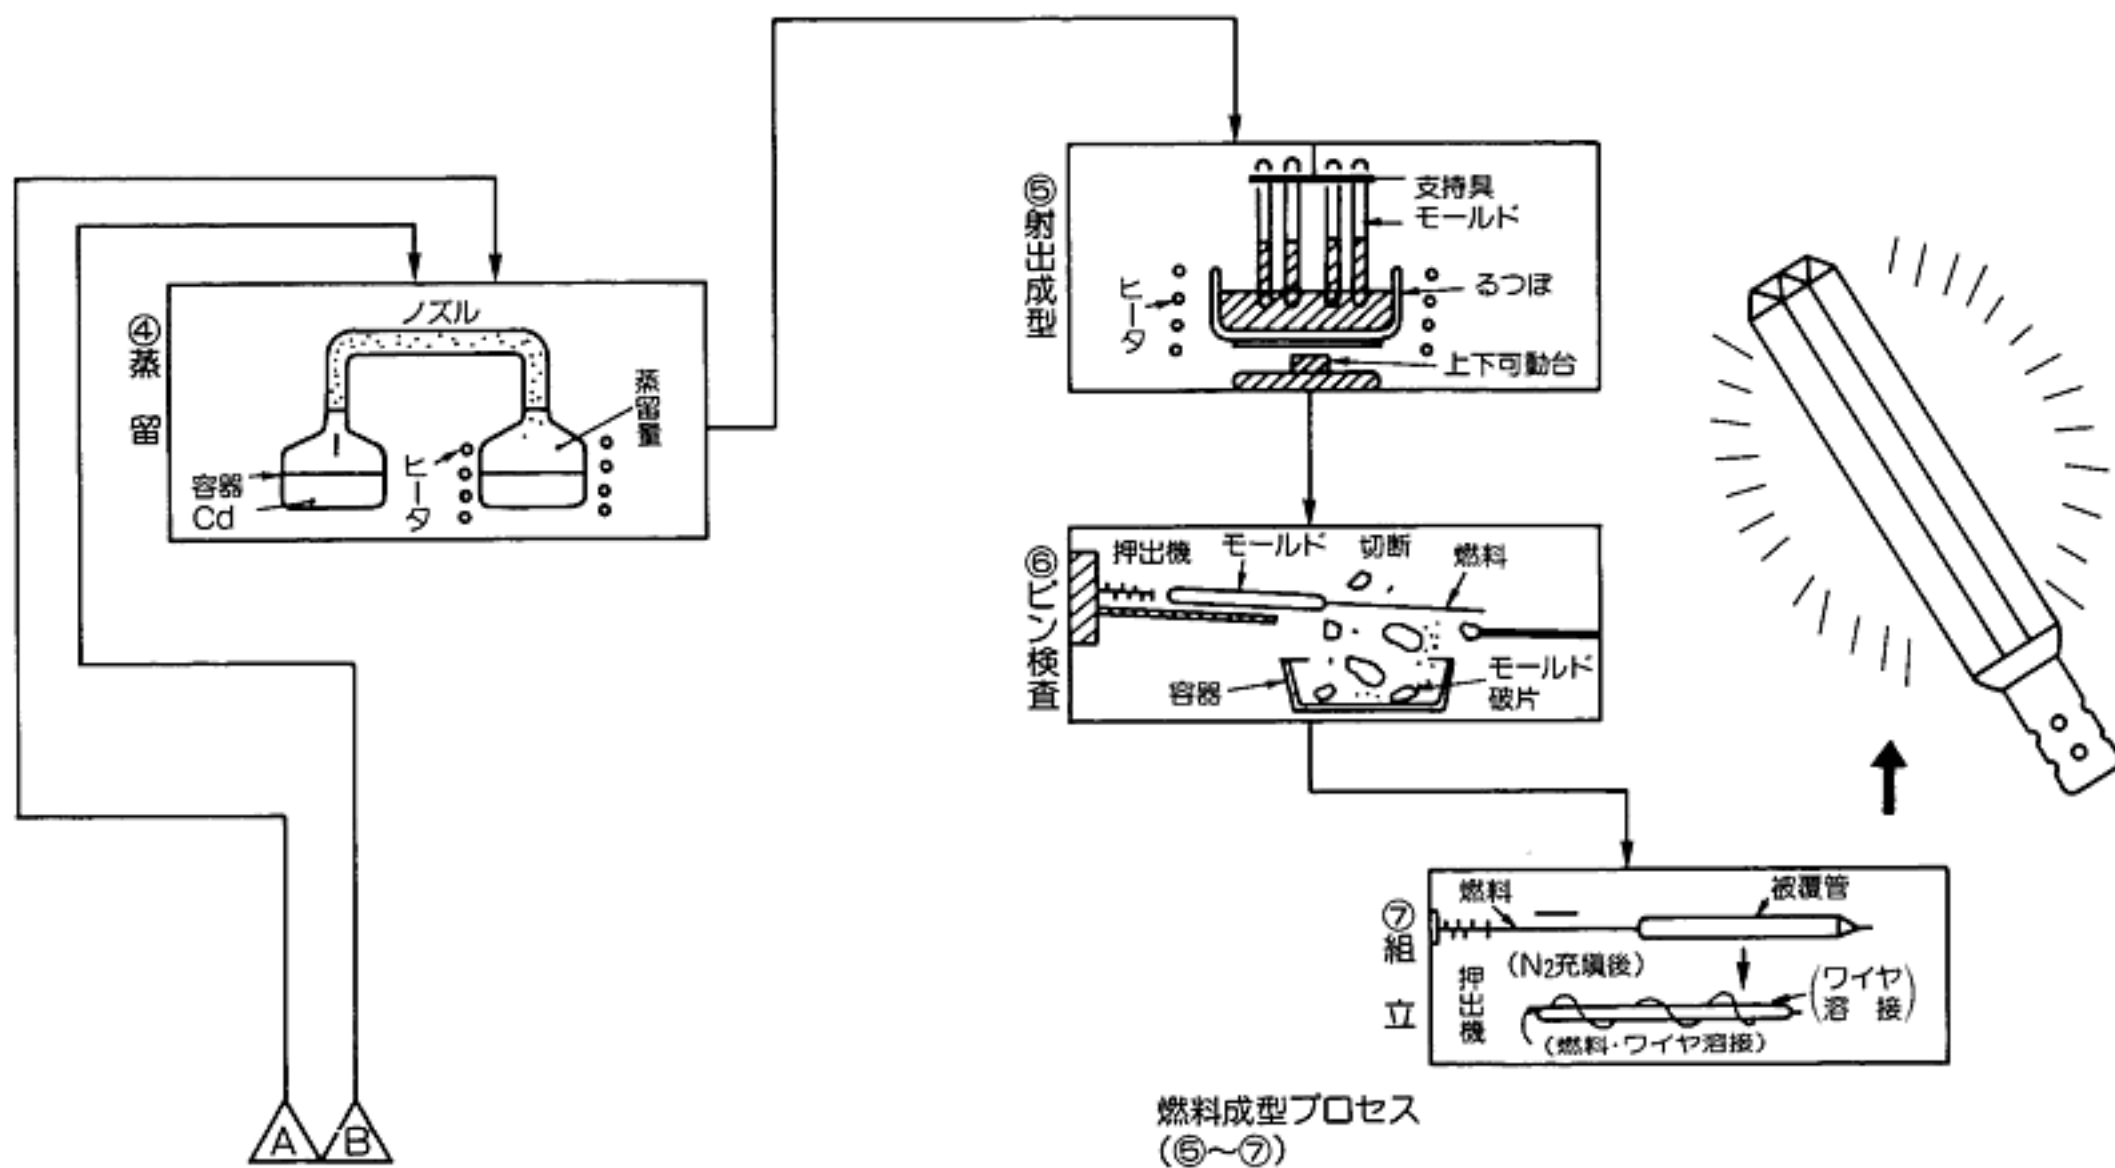 ④蒸留
ノズル
蒸留量
ヒータ
容器
Cd
⑤射出成型
支持具
モールド
るつぼ
ヒータ
上下可動台
⑥ピン検査
押出機
モールド
切断
燃料
容器
モールド
破片
⑦組立
燃料
被覆管
(N₂充塡後)
押出機
(ワイヤ
溶接)
(燃料・ワイヤ溶接)
A
B
燃料成型プロセス
(⑤～⑦)